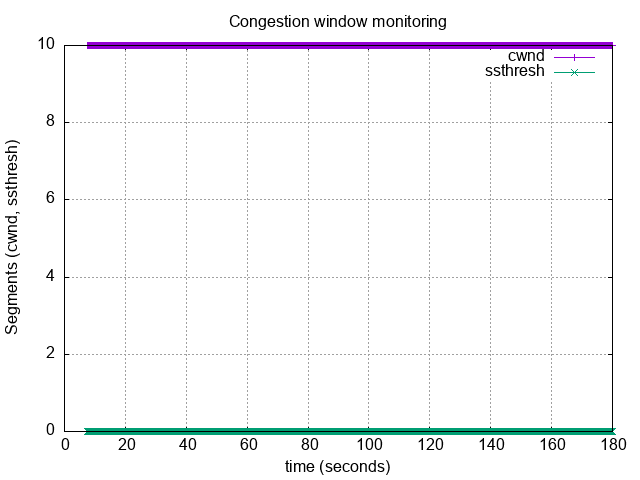 Congestion window monitoring
cwnd
ssthresh
Segments (cwnd, ssthresh)
10
8
6
4
2
0
0 20 40 60 80 100 120 140 160 180
time (seconds)